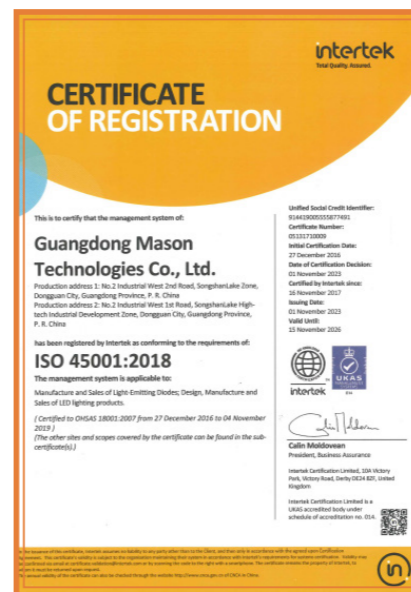 intertek
Total Quality. Assured.
CERTIFICATE
OF REGISTRATION
This is to certify that the management system of:
Guangdong Mason
Technologies Co., Ltd.
Production address 1: No.2 Industrial West 2nd Road, SongshanLake Zone,
Dongguan City, Guangdong Province, P. R. China
Production address 2: No.2 Industrial West 1st Road, SongshanLake High-
tech Industrial Development Zone, Dongguan City, Guangdong Province,
P. R. China
has been registered by Intertek as conforming to the requirements of:
ISO 45001:2018
The management system is applicable to:
Manufacture and Sales of Light-Emitting Diodes; Design, Manufacture and
Sales of LED lighting products.
( Certified to OHSAS 18001:2007 from 27 December 2016 to 04 November
2019 )
(The other sites and scopes covered by the certificate can be found in the sub-
certificate(s).)
Unified Social Credit Identifier:
914419005555877491
Certificate Number:
05131710009
Initial Certification Date:
27 December 2016
Date of Certification Decision:
01 November 2023
Certified by Intertek since:
16 November 2017
Issuing Date:
01 November 2023
Valid Until:
15 November 2026
intertek
UKAS
014
Calin Moldovean
President, Business Assurance
Intertek Certification Limited, 10A Victory
Park, Victory Road, Derby DE24 8ZF, United
Kingdom
Intertek Certification Limited is a
UKAS accredited body under
schedule of accreditation no. 014.
in